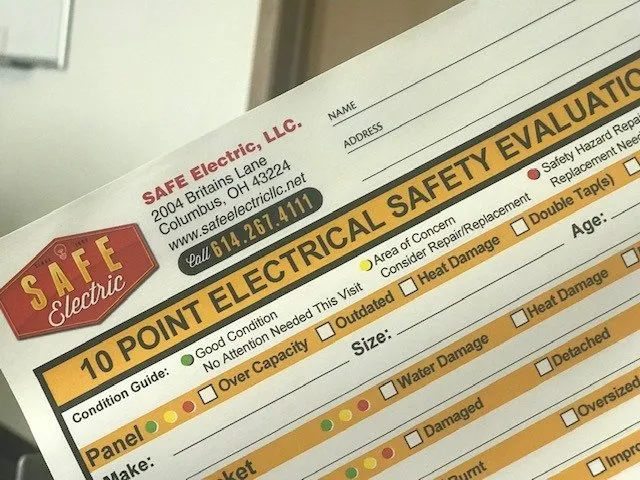 SAFE Electric, LLC.
2004 Britains Lane
Columbus, OH 43224
www.safeelectricllc.net
Call 614.267.4111
SAFE
Electric
NAME
ADDRESS
10 POINT ELECTRICAL SAFETY EVALUATIO
Condition Guide: Good Condition Area of Concern Safety Hazard Repai
No Attention Needed This Visit Consider Repair/Replacement Replacement Need
Panel Over Capacity Outdated Heat Damage Double Tap(s)
Make: Size: Age:
ket Water Damage Heat Damage
Damaged Detached
Burnt Oversized
Impro